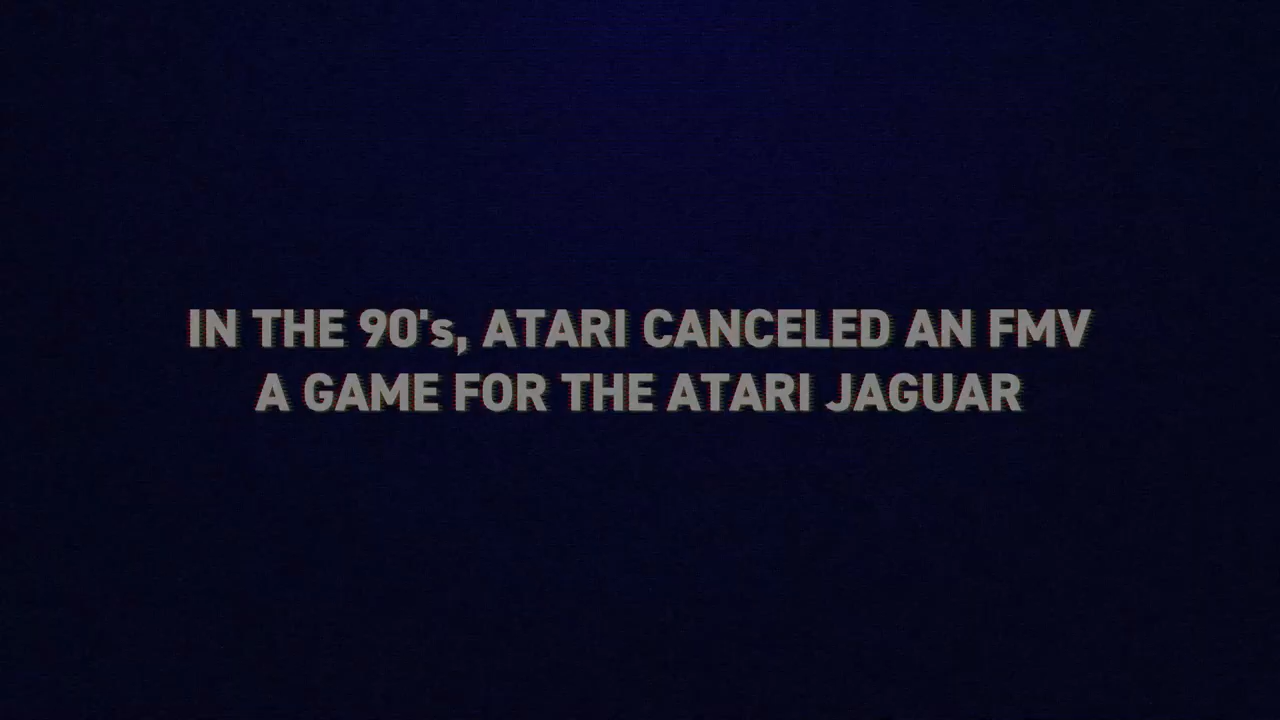 IN THE 90's, ATARI CANCELED AN FMV
A GAME FOR THE ATARI JAGUAR